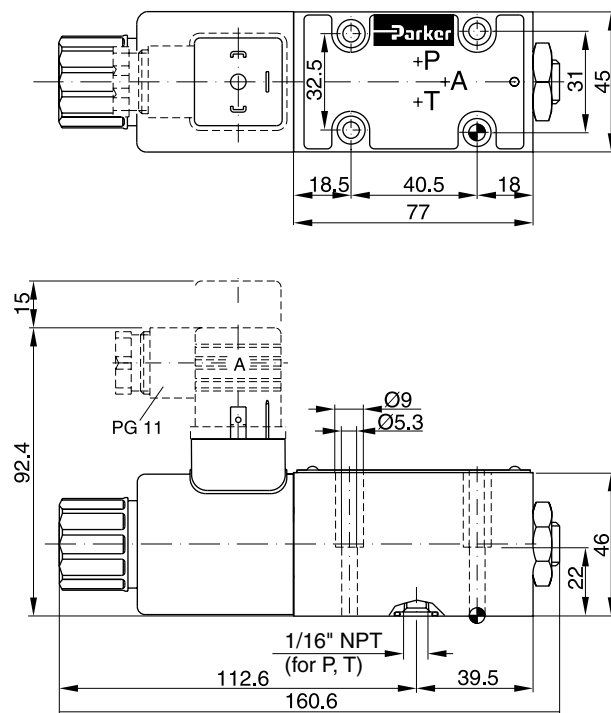 Parker
+P
+A
+T
32.5
31
45
18.5
40.5
18
77
15
A
PG 11
Ø9
Ø5.3
92.4
46
22
1/16" NPT
(for P, T)
112.6
39.5
160.6